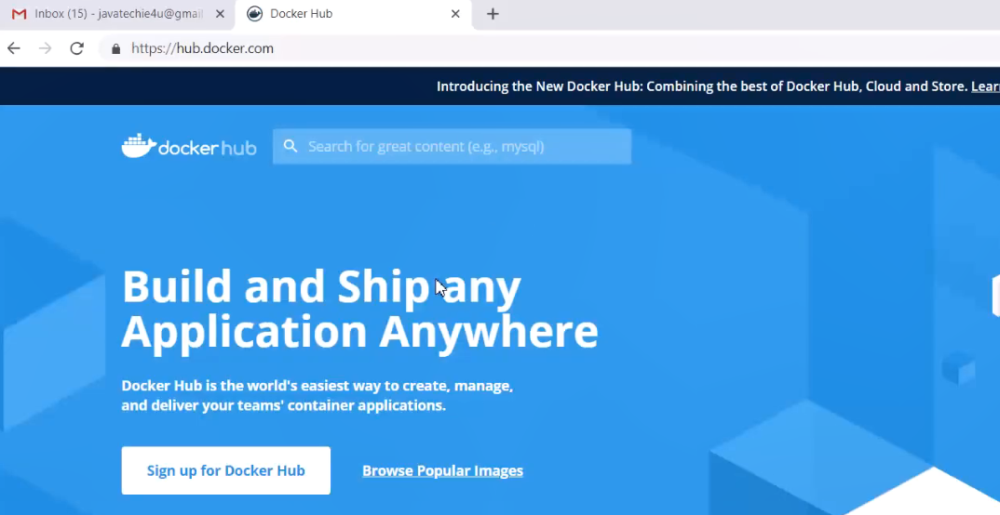 Inbox (15) - javatechie4u@gmai
Docker Hub
https://hub.docker.com
Introducing the New Docker Hub: Combining the best of Docker Hub, Cloud and Store. Lear
docker hub
Search for great content (e.g., mysql)
Build and Ship any
Application Anywhere
Docker Hub is the world's easiest way to create, manage,
and deliver your teams' container applications.
Sign up for Docker Hub
Browse Popular Images